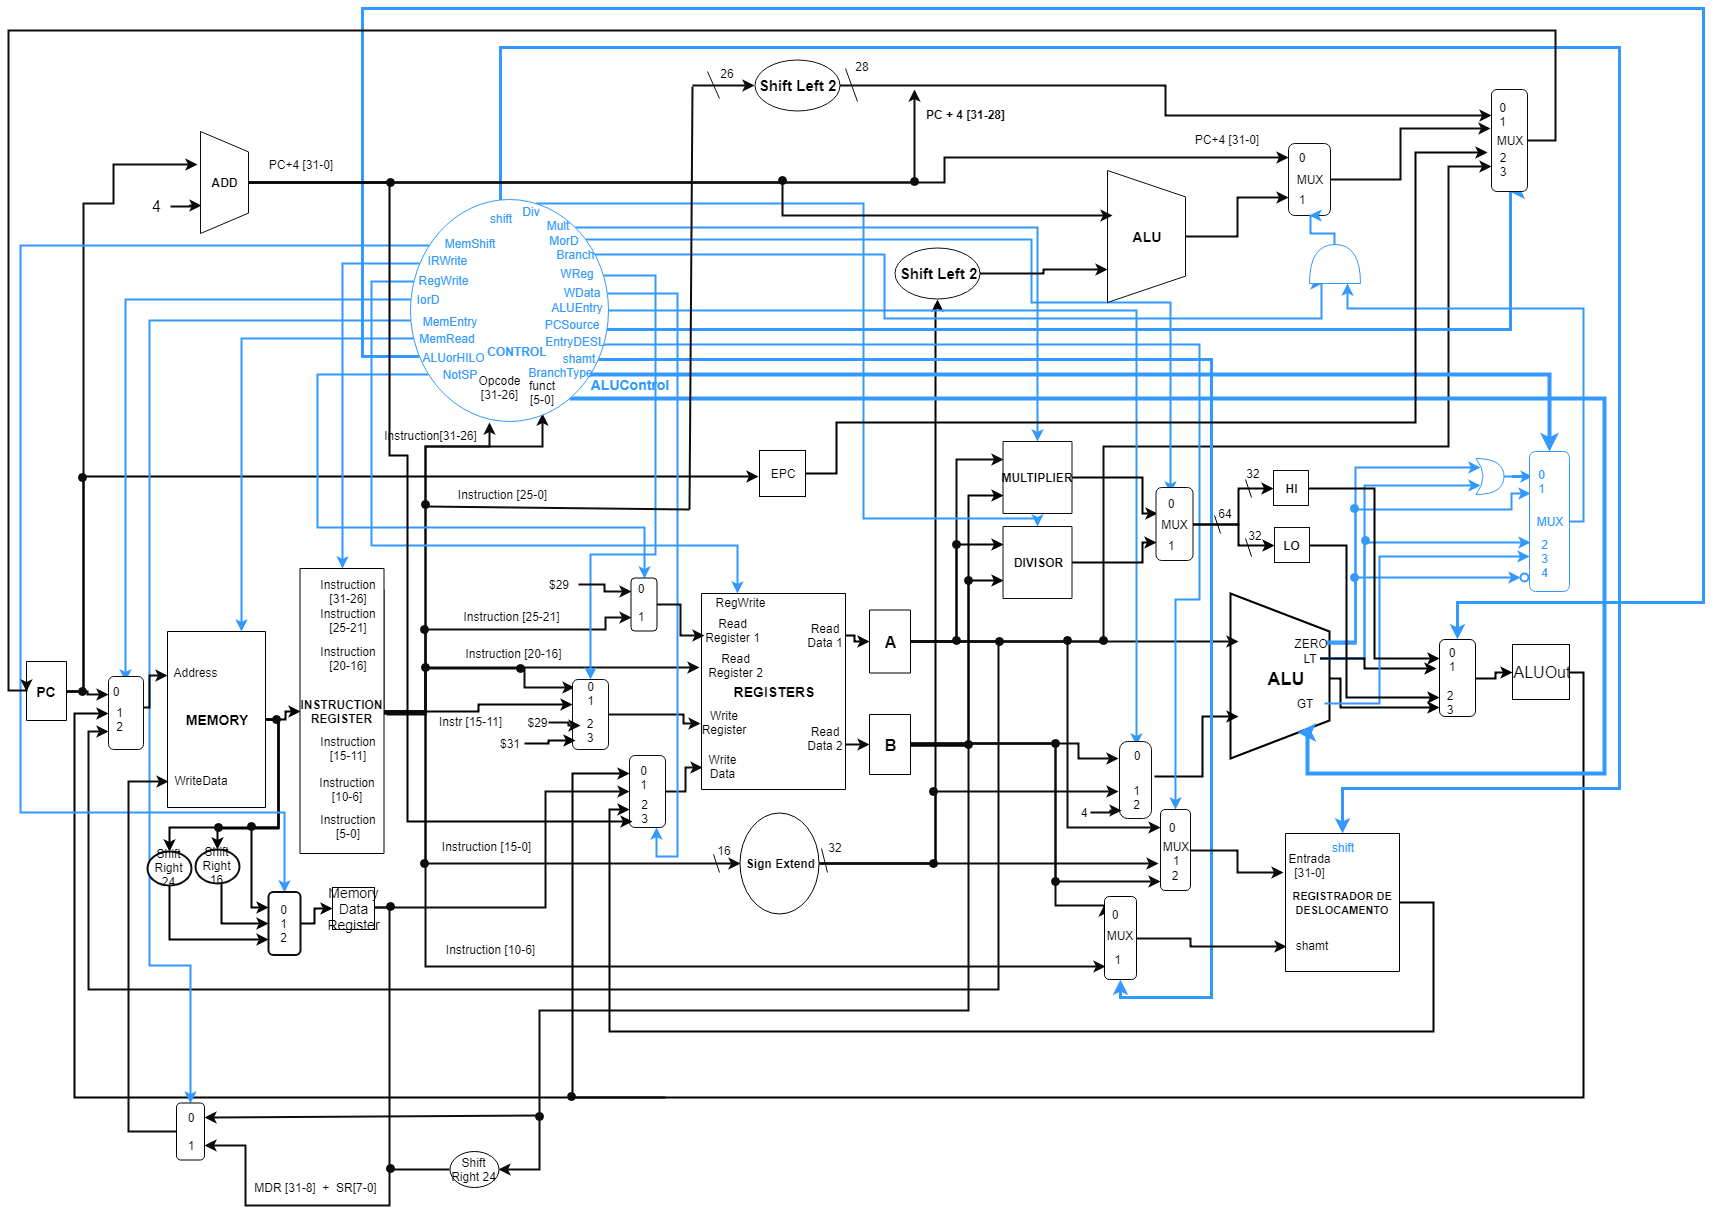 26
28
Shift Left 2
PC + 4 [31-28]
0
1
MUX
2
3
PC+4 [31-0]
0
MUX
1
ADD
PC+4 [31-0]
4
ALU
Shift Left 2
shift
Div
Mult
MorD
Branch
WReg
WData
ALUEntry
PCSource
EntryDESL
shamt
BranchType
ALUControl
MemShift
IRWrite
RegWrite
IorD
MemEntry
MemRead
ALUorHILO
NotSP
CONTROL
Opcode
[31-26]
funct
[5-0]
Instruction[31-26]
EPC
Instruction [25-0]
MULTIPLIER
DIVISOR
0
MUX
1
64
32
HI
32
LO
0
1
MUX
2
3
4
Instruction
[31-26]
Instruction
[25-21]
Instruction
[20-16]
INSTRUCTION
REGISTER
Instruction
[15-11]
Instruction
[10-6]
Instruction
[5-0]
$29
0
1
Instruction [25-21]
Instruction [20-16]
0
1
2
3
Instr [15-11]
$29
$31
0
1
2
3
RegWrite
Read
Register 1
Read
Register 2
REGISTERS
Write
Register
Write
Data
Read
Data 1
Read
Data 2
A
B
ZERO
LT
ALU
GT
0
1
2
3
ALUOut
PC
0
1
2
Address
MEMORY
WriteData
Shift
Right
24
Shift
Right
16
0
1
2
Memory
Data
Register
Instruction [15-0]
16
Sign Extend
32
0
1
2
4
0
MUX
1
2
Instruction [10-6]
0
MUX
1
shift
Entrada
[31-0]
REGISTRADOR DE
DESLOCAMENTO
shamt
0
1
Shift
Right 24
MDR [31-8] + SR[7-0]